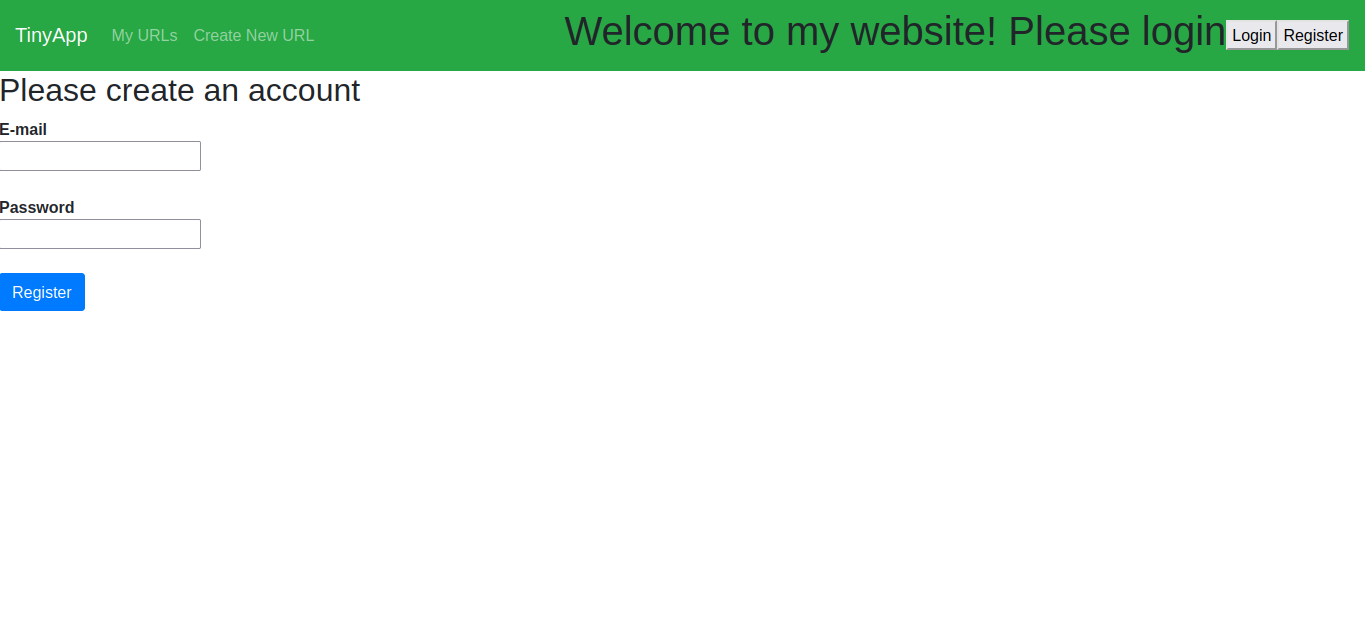 TinyApp My URLs Create New URL Welcome to my website! Please login Login Register
Please create an account
E-mail
Password
Register